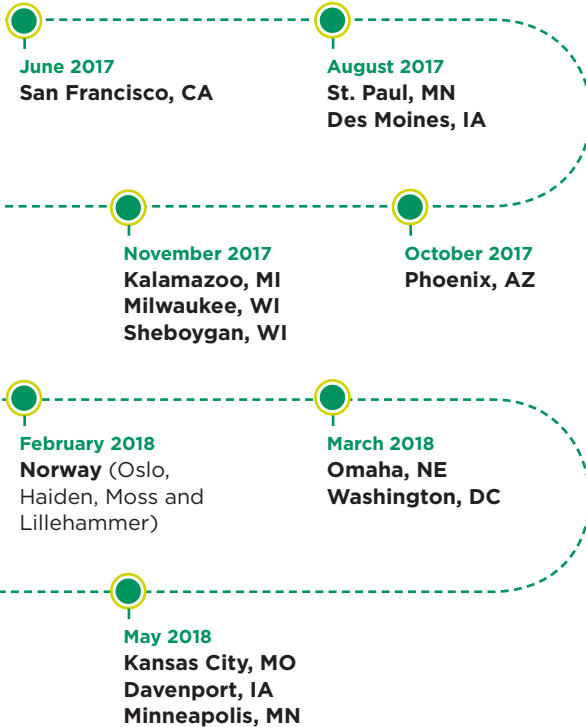 June 2017
San Francisco, CA
August 2017
St. Paul, MN
Des Moines, IA
October 2017
Phoenix, AZ
November 2017
Kalamazoo, MI
Milwaukee, WI
Sheboygan, WI
February 2018
Norway (Oslo,
Haiden, Moss and
Lillehammer)
March 2018
Omaha, NE
Washington, DC
May 2018
Kansas City, MO
Davenport, IA
Minneapolis, MN